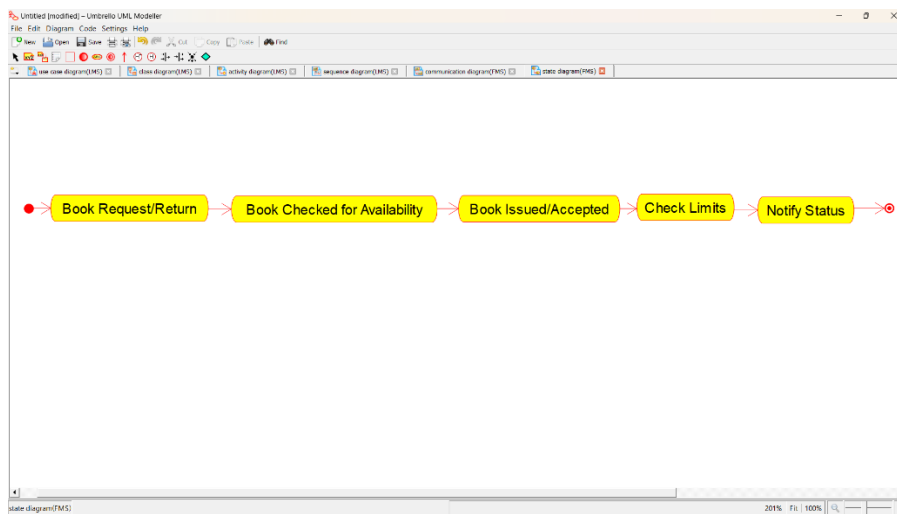 Untitled [modified] – Umbrello UML Modeller
File Edit Diagram Code Settings Help
New Open Save Cut Copy Paste Find
use case diagram(LMS) class diagram(LMS) activity diagram(LMS) sequence diagram(LMS) communication diagram(FMS) state diagram(FMS)
Book Request/Return Book Checked for Availability Book Issued/Accepted Check Limits Notify Status
state diagram(FMS) 201% Fit 100%